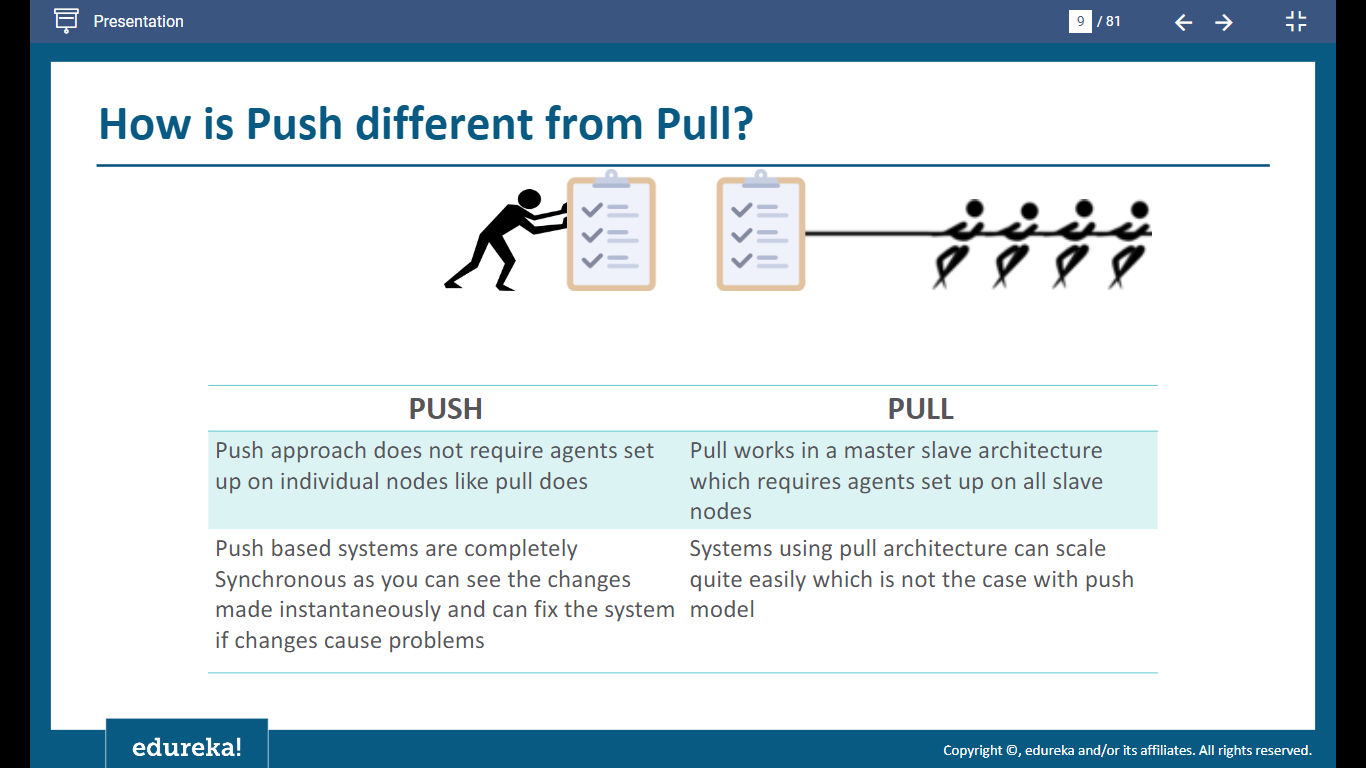 Presentation
9 / 81
How is Push different from Pull?
PUSH
PULL
Push approach does not require agents set
up on individual nodes like pull does
Pull works in a master slave architecture
which requires agents set up on all slave
nodes
Push based systems are completely
Synchronous as you can see the changes
made instantaneously and can fix the system
if changes cause problems
Systems using pull architecture can scale
quite easily which is not the case with push
model
edureka!
Copyright ©, edureka and/or its affiliates. All rights reserved.